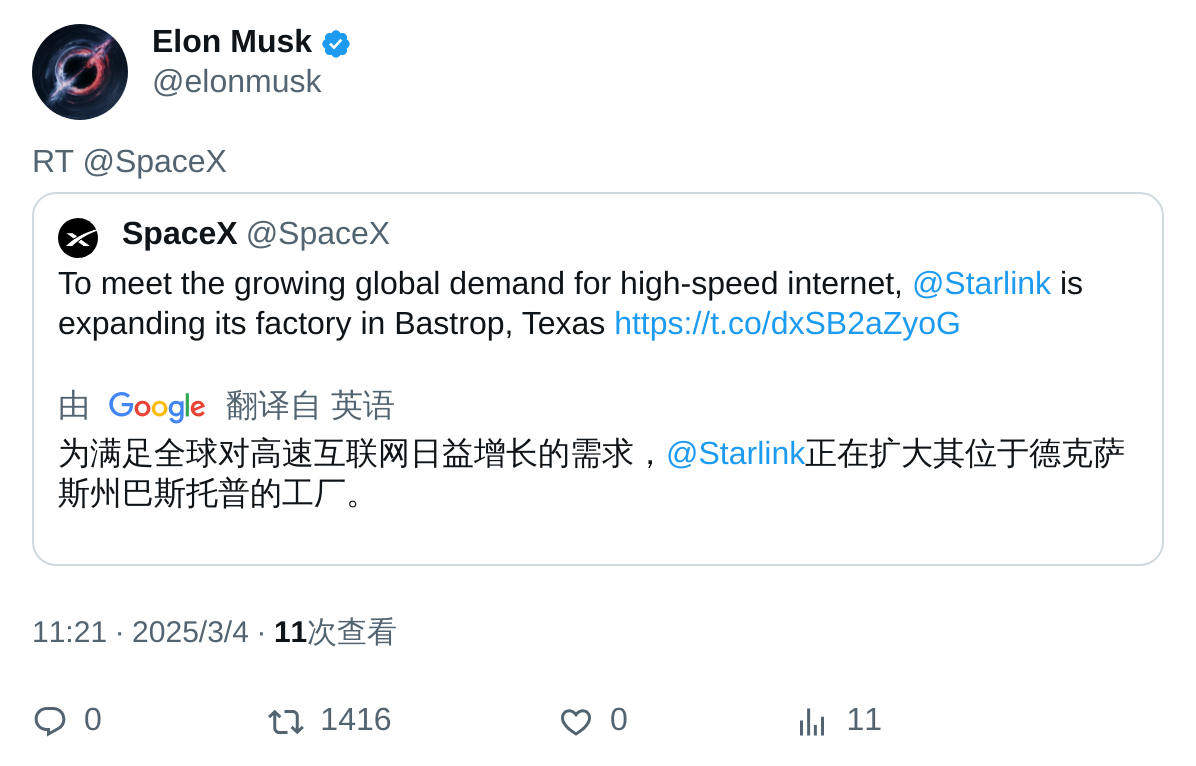 Elon Musk
@elonmusk
RT @SpaceX
SpaceX @SpaceX
To meet the growing global demand for high-speed internet, @Starlink is
expanding its factory in Bastrop, Texas https://t.co/dxSB2aZyoG
由 Google 翻译自 英语
为满足全球对高速互联网日益增长的需求，@Starlink正在扩大其位于德克萨
斯州巴斯托普的工厂。
11:21 · 2025/3/4 · 11次查看
0 1416 0 11